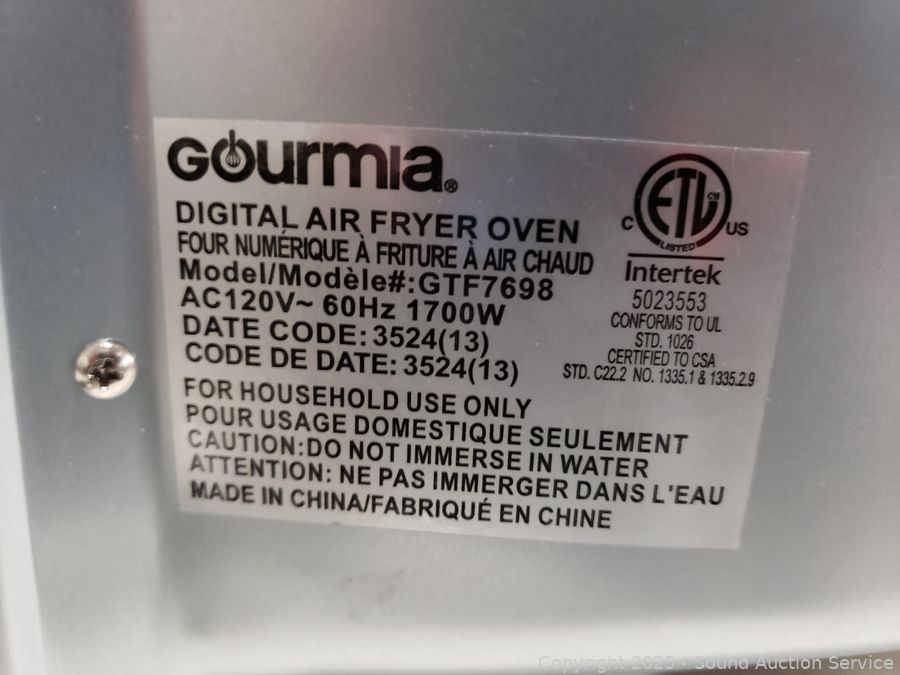 Gourmia®
DIGITAL AIR FRYER OVEN
FOUR NUMÉRIQUE À FRITURE À AIR CHAUD
Model/Modèle#:GTF7698
AC120V~ 60Hz 1700W
DATE CODE: 3524(13)
CODE DE DATE: 3524(13)
FOR HOUSEHOLD USE ONLY
POUR USAGE DOMESTIQUE SEULEMENT
CAUTION:DO NOT IMMERSE IN WATER
ATTENTION: NE PAS IMMERGER DANS L'EAU
MADE IN CHINA/FABRIQUÉ EN CHINE
C ETL CM US
LISTED
Intertek
5023553
CONFORMS TO UL
STD. 1026
CERTIFIED TO CSA
STD. C22.2 NO. 1335.1 & 1335.2.9
Copyright 2025 - Sound Auction Service